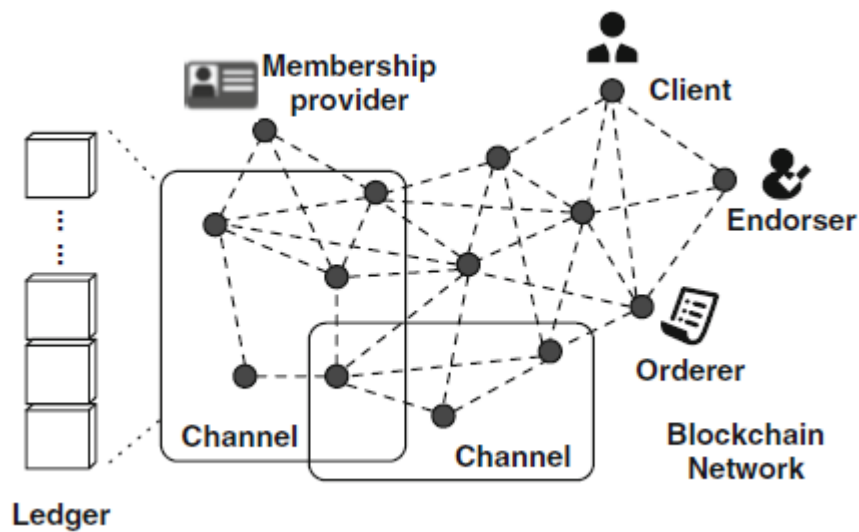 Membership
provider
Client
Endorser
Orderer
Channel
Channel
Blockchain
Network
Ledger